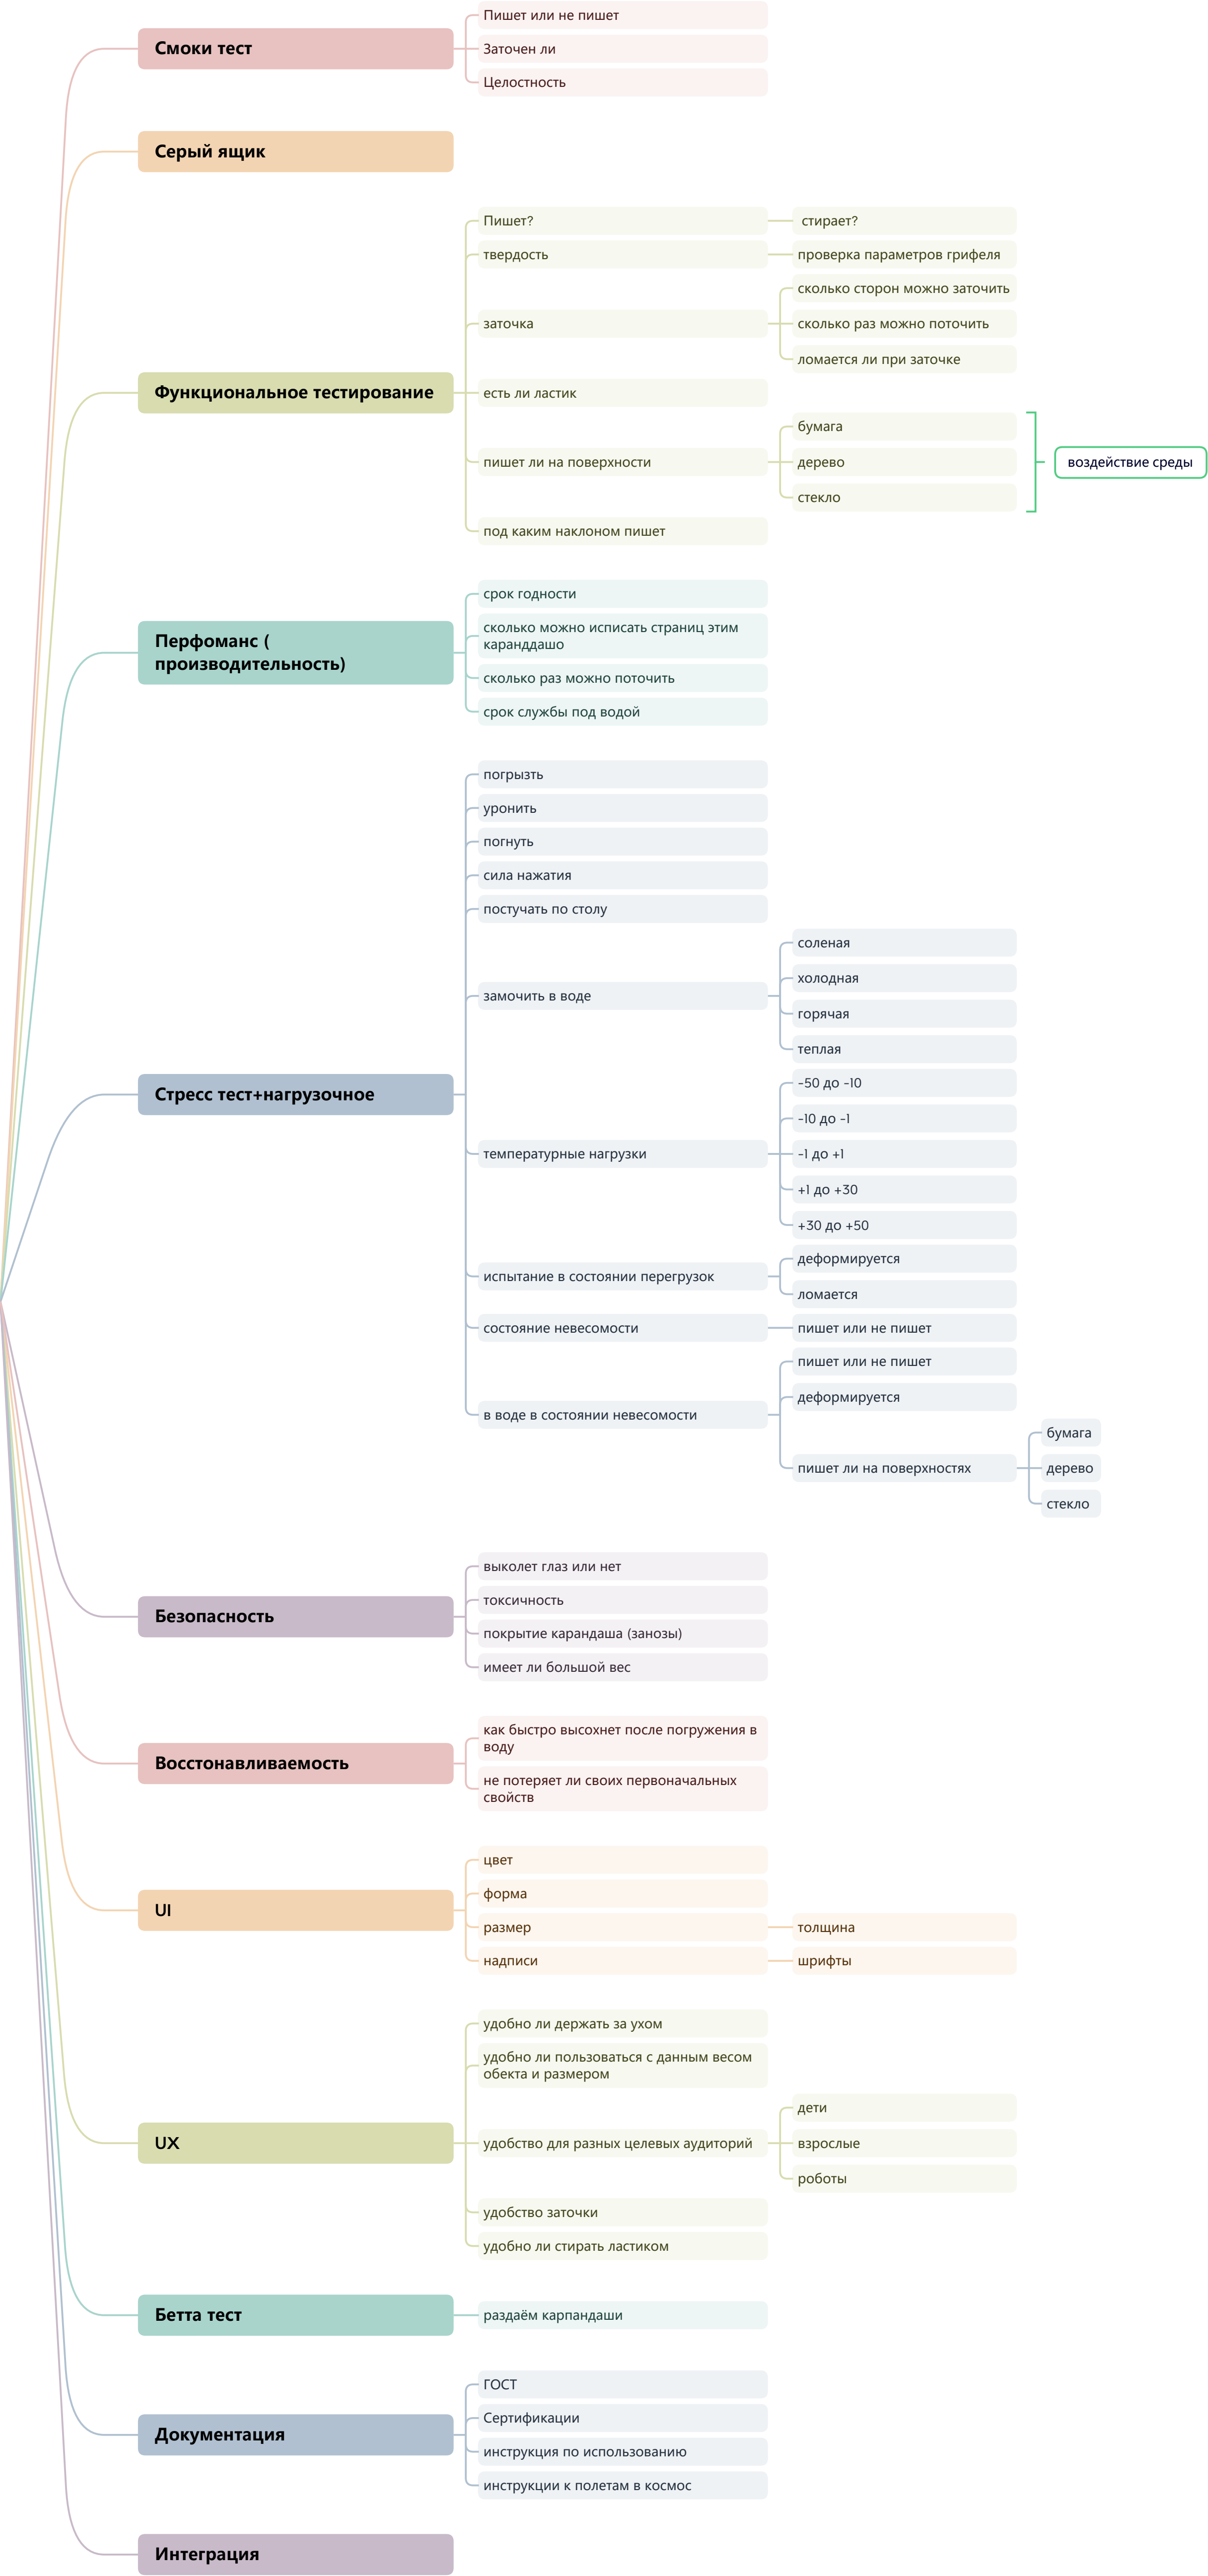 Смоки тест
Пишет или не пишет
Заточен ли
Целостность
Серый ящик
Функциональное тестирование
Пишет?
стирает?
твердость
проверка параметров грифеля
заточка
сколько сторон можно заточить
сколько раз можно поточить
ломается ли при заточке
есть ли ластик
пишет ли на поверхности
бумага
дерево
стекло
воздействие среды
под каким наклоном пишет
Перфоманс (
производительность)
срок годности
сколько можно исписать страниц этим
каранддашо
сколько раз можно поточить
срок службы под водой
Стресс тест+нагрузочное
погрызть
уронить
погнуть
сила нажатия
постучать по столу
замочить в воде
соленая
холодная
горячая
теплая
температурные нагрузки
-50 до -10
-10 до -1
-1 до +1
+1 до +30
+30 до +50
испытание в состоянии перегрузок
деформируется
ломается
состояние невесомости
пишет или не пишет
в воде в состоянии невесомости
пишет или не пишет
деформируется
пишет ли на поверхностях
бумага
дерево
стекло
Безопасность
выколет глаз или нет
токсичность
покрытие карандаша (занозы)
имеет ли большой вес
Восстонавливаемость
как быстро высохнет после погружения в
воду
не потеряет ли своих первоначальных
свойств
UI
цвет
форма
размер
толщина
надписи
шрифты
UX
удобно ли держать за ухом
удобно ли пользоваться с данным весом
обекта и размером
удобство для разных целевых аудиторий
дети
взрослые
роботы
удобство заточки
удобно ли стирать ластиком
Бетта тест
раздаём карпандаши
Документация
ГОСТ
Сертификации
инструкция по использованию
инструкции к полетам в космос
Интеграция